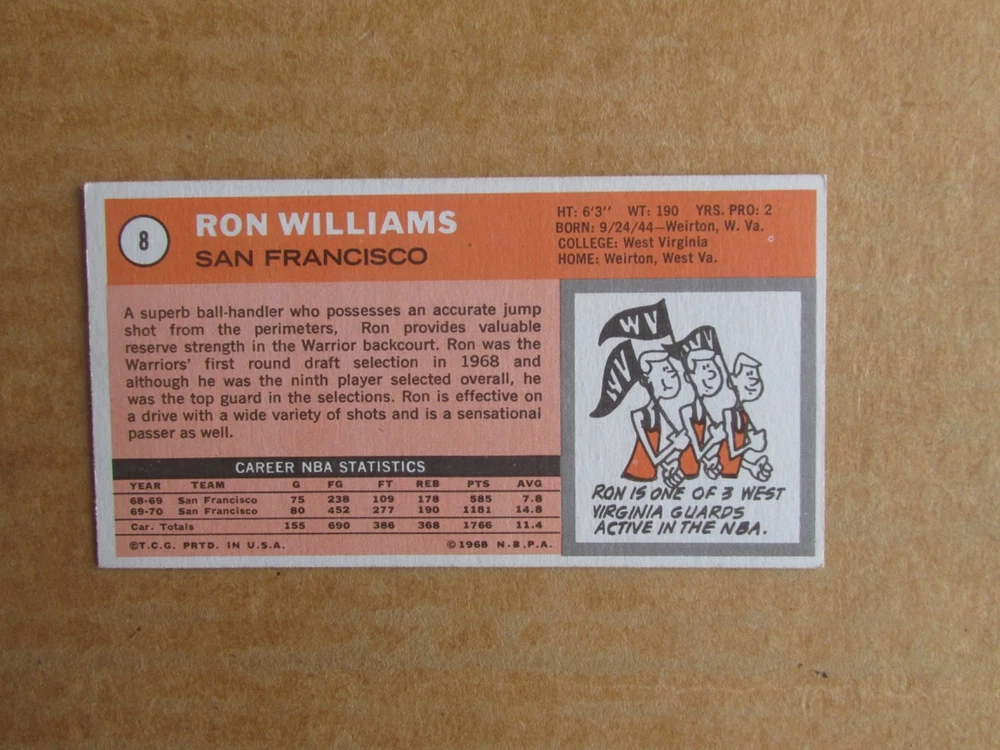 8
RON WILLIAMS
SAN FRANCISCO
HT: 6'3'' WT: 190 YRS. PRO: 2
BORN: 9/24/44—Weirton, W. Va.
COLLEGE: West Virginia
HOME: Weirton, West Va.
A superb ball-handler who possesses an accurate jump
shot from the perimeters, Ron provides valuable
reserve strength in the Warrior backcourt. Ron was the
Warriors' first round draft selection in 1968 and
although he was the ninth player selected overall, he
was the top guard in the selections. Ron is effective on
a drive with a wide variety of shots and is a sensational
passer as well.
CAREER NBA STATISTICS
YEAR TEAM G FG FT REB PTS AVG
68-69 San Francisco 75 238 109 178 585 7.8
69-70 San Francisco 80 452 277 190 1181 14.8
Car. Totals 155 690 386 368 1766 11.4
©T.C.G. PRTD. IN U.S.A. ©1968 N.B.P.A.
WV
WV
WV
RON IS ONE OF 3 WEST
VIRGINIA GUARDS
ACTIVE IN THE NBA.